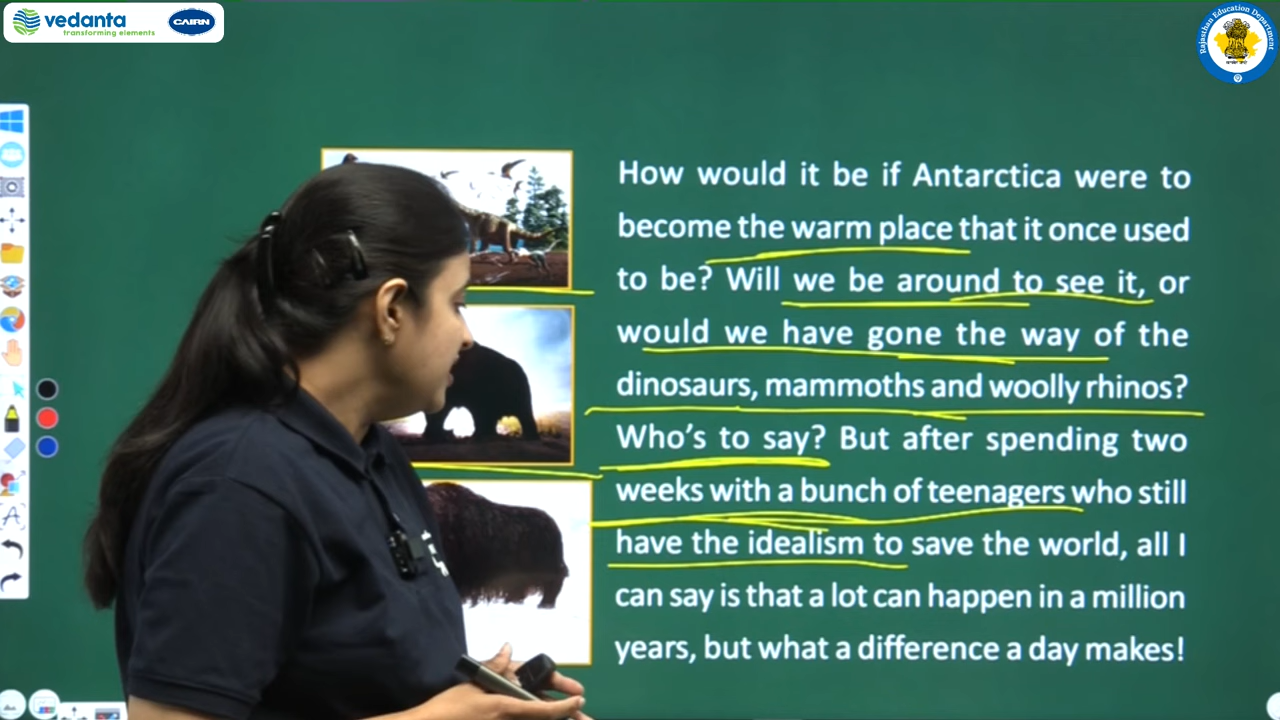 vedanta
transforming elements
CAIRN
Rajasthan Education Department
How would it be if Antarctica were to
become the warm place that it once used
to be? Will we be around to see it, or
would we have gone the way of the
dinosaurs, mammoths and woolly rhinos?
Who's to say? But after spending two
weeks with a bunch of teenagers who still
have the idealism to save the world, all I
can say is that a lot can happen in a million
years, but what a difference a day makes!